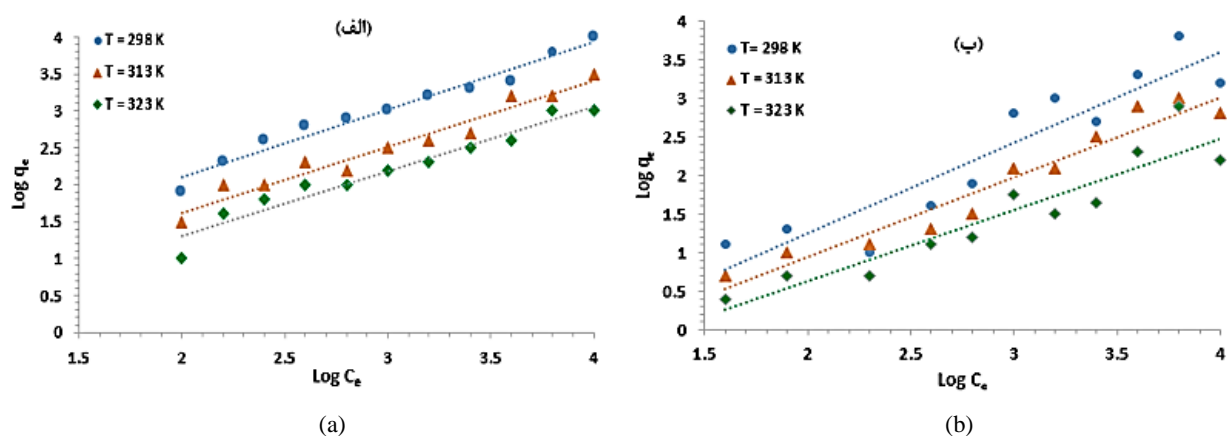 (الف)
T = 298 K
T = 313 K
T = 323 K
Log qe
4
3.5
3
2.5
2
1.5
1
0.5
0
1.5 2 2.5 3 3.5 4
Log Ce
(a)
(ب)
T= 298 K
T = 313 K
T = 323 K
Log qe
4
3.5
3
2.5
2
1.5
1
0.5
0
1.5 2 2.5 3 3.5 4
Log Ce
(b)